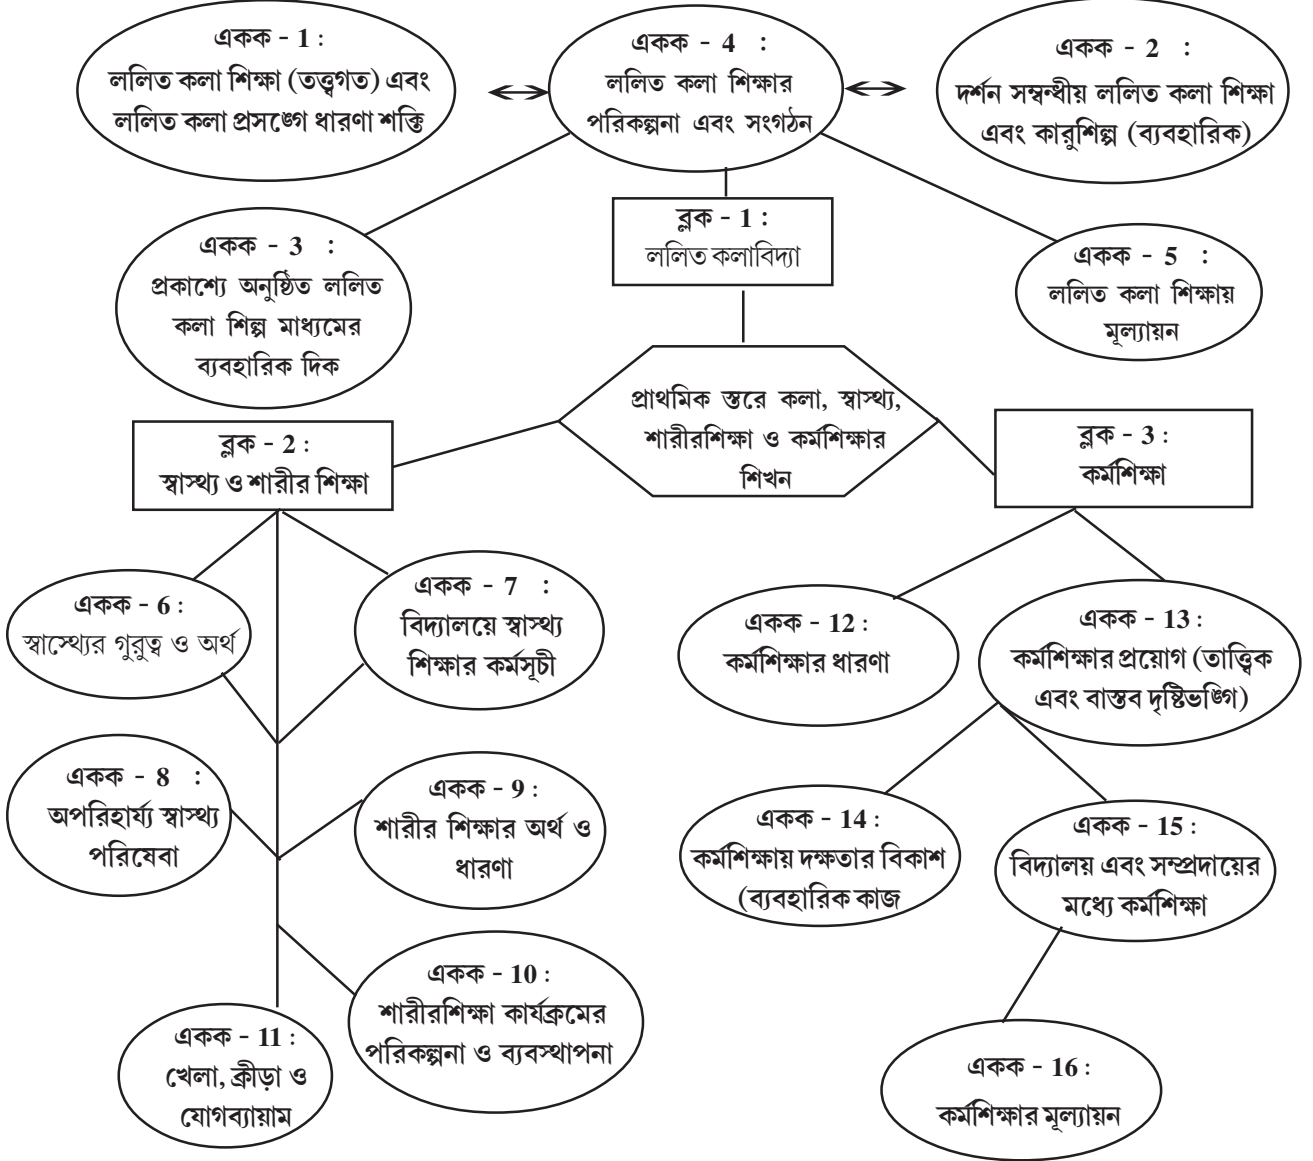 একক - 1 :
ললিত কলা শিক্ষা (তত্ত্বগত) এবং
ললিত কলা প্রসঙ্গে ধারণা শক্তি
একক - 4 :
ললিত কলা শিক্ষার
পরিকল্পনা এবং সংগঠন
একক - 2 :
দর্শন সম্বন্ধীয় ললিত কলা শিক্ষা
এবং কারুশিল্প (ব্যবহারিক)
একক - 3 :
প্রকাশ্যে অনুষ্ঠিত ললিত
কলা শিল্প মাধ্যমের
ব্যবহারিক দিক
ব্লক - 1 :
ললিত কলাবিদ্যা
একক - 5 :
ললিত কলা শিক্ষায়
মূল্যায়ন
প্রাথমিক স্তরে কলা, স্বাস্থ্য,
শারীরশিক্ষা ও কর্মশিক্ষার
শিখন
ব্লক - 2 :
স্বাস্থ্য ও শারীর শিক্ষা
ব্লক - 3 :
কর্মশিক্ষা
একক - 6 :
স্বাস্থ্যের গুরুত্ব ও অর্থ
একক - 7 :
বিদ্যালয়ে স্বাস্থ্য
শিক্ষার কর্মসূচী
একক - 12 :
কর্মশিক্ষার ধারণা
একক - 13 :
কর্মশিক্ষার প্রয়োগ (তাত্ত্বিক
এবং বাস্তব দৃষ্টিভঙ্গি)
একক - 8 :
অপরিহার্য্য স্বাস্থ্য
পরিষেবা
একক - 9 :
শারীর শিক্ষার অর্থ ও
ধারণা
একক - 14 :
কর্মশিক্ষায় দক্ষতার বিকাশ
(ব্যবহারিক কাজ
একক - 15 :
বিদ্যালয় এবং সম্প্রদায়ের
মধ্যে কর্মশিক্ষা
একক - 10 :
শারীরশিক্ষা কার্যক্রমের
পরিকল্পনা ও ব্যবস্থাপনা
একক - 11 :
খেলা, ক্রীড়া ও
যোগব্যায়াম
একক - 16 :
কর্মশিক্ষার মূল্যায়ন